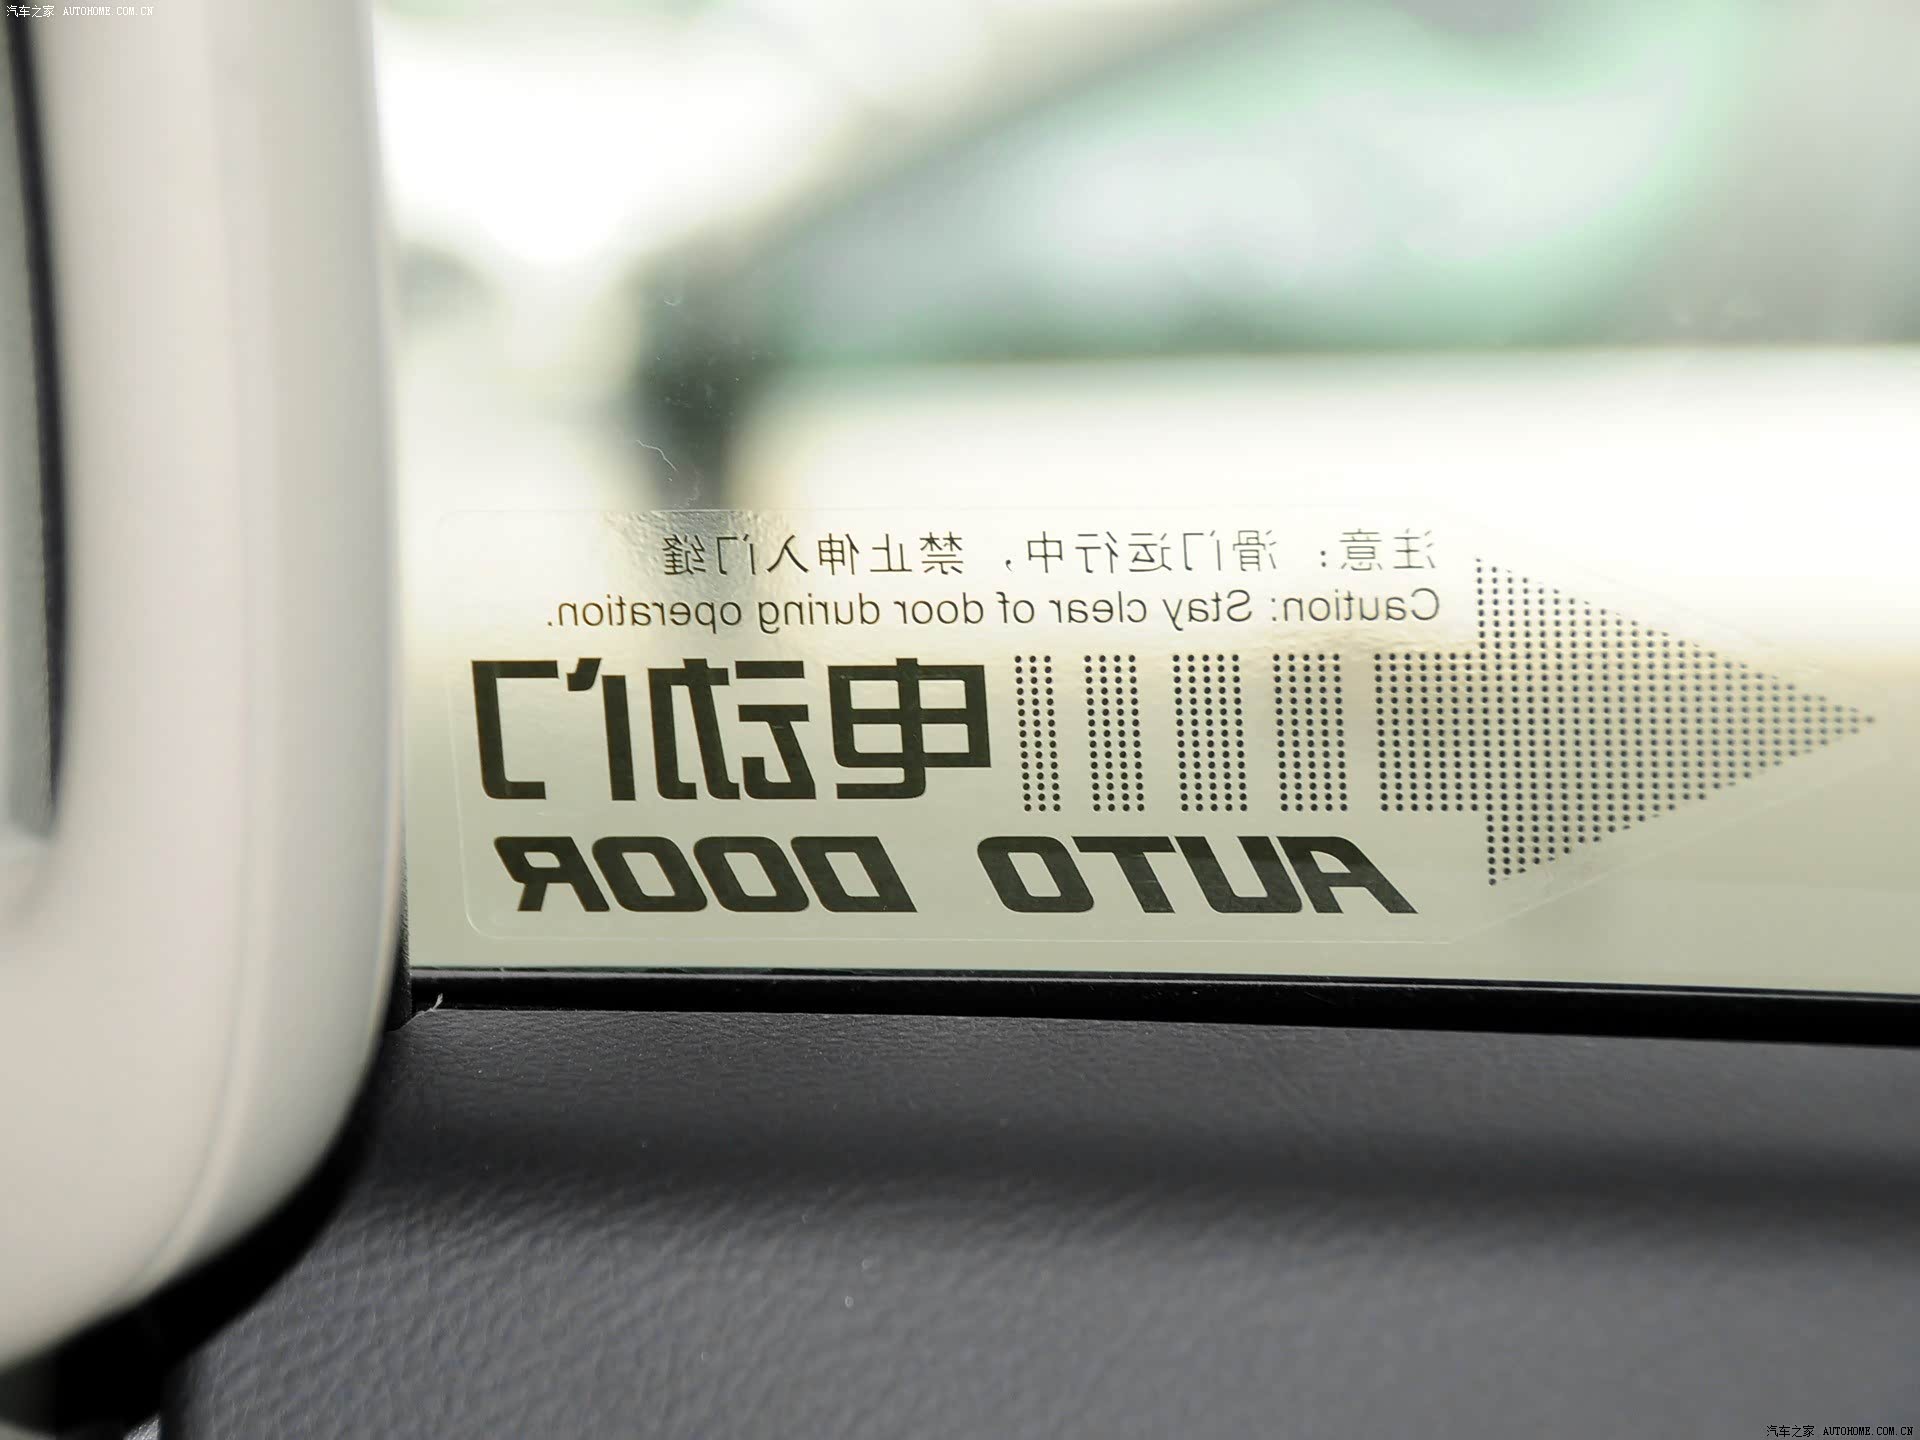 汽车之家 AUTOHOME.COM.CN
注意：滑门运行中，禁止伸入门缝
Caution: Stay clear of door during operation.
电动门
AUTO DOOR
汽车之家 AUTOHOME.COM.CN